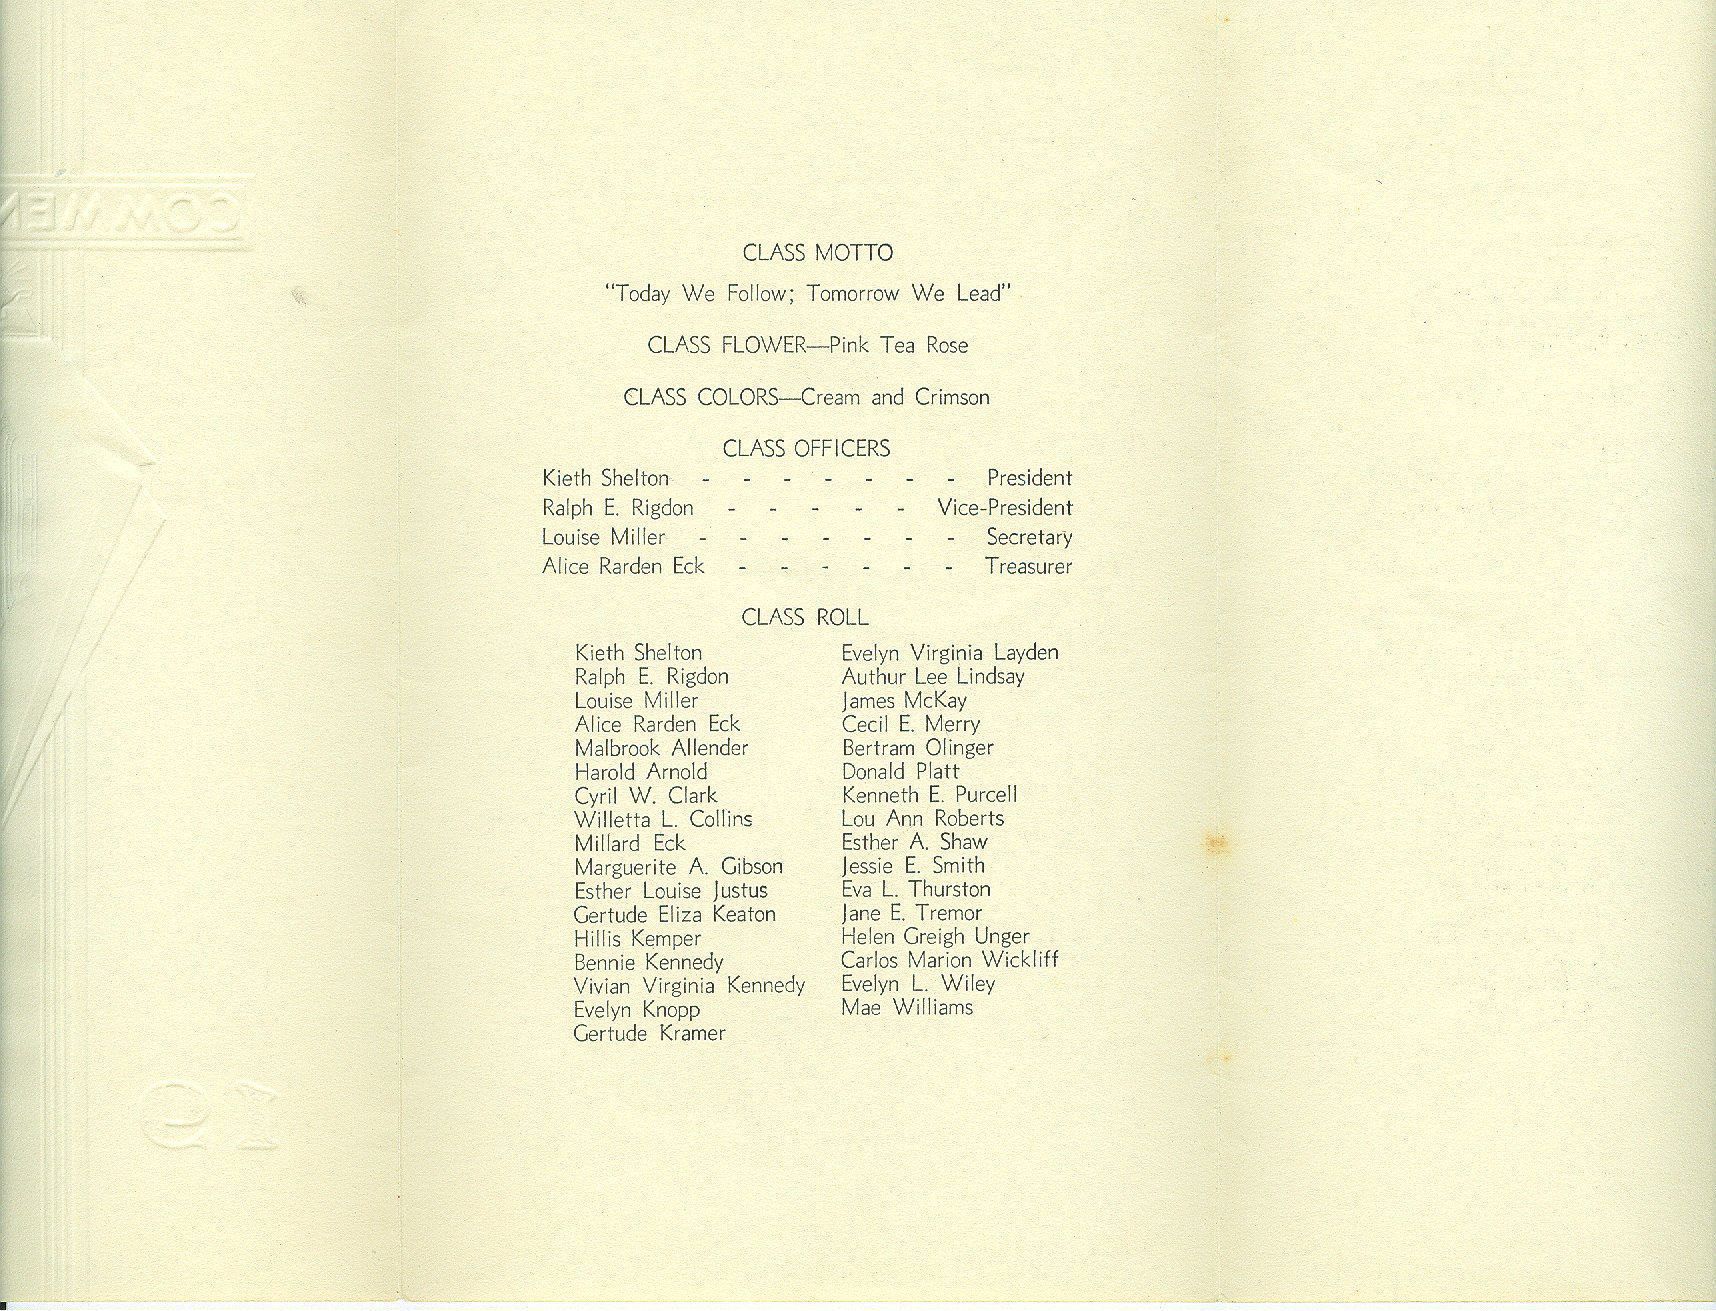 COMMEN
CLASS MOTTO
"Today We Follow; Tomorrow We Lead"
CLASS FLOWER—Pink Tea Rose
CLASS COLORS—Cream and Crimson
CLASS OFFICERS
Kieth Shelton - - - - - - - President
Ralph E. Rigdon - - - - - Vice-President
Louise Miller - - - - - - - Secretary
Alice Rarden Eck - - - - - - Treasurer
CLASS ROLL
Kieth Shelton
Ralph E. Rigdon
Louise Miller
Alice Rarden Eck
Malbrook Allender
Harold Arnold
Cyril W. Clark
Willetta L. Collins
Millard Eck
Marguerite A. Gibson
Esther Louise Justus
Gertude Eliza Keaton
Hillis Kemper
Bennie Kennedy
Vivian Virginia Kennedy
Evelyn Knopp
Gertude Kramer
Evelyn Virginia Layden
Authur Lee Lindsay
James McKay
Cecil E. Merry
Bertram Olinger
Donald Platt
Kenneth E. Purcell
Lou Ann Roberts
Esther A. Shaw
Jessie E. Smith
Eva L. Thurston
Jane E. Tremor
Helen Greigh Unger
Carlos Marion Wickliff
Evelyn L. Wiley
Mae Williams
19